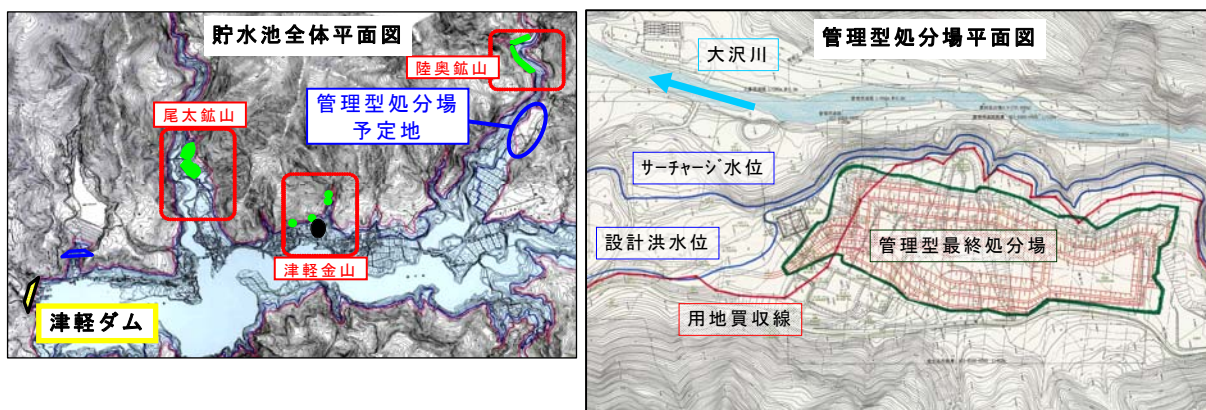 貯水池全体平面図
陸奥鉱山
尾太鉱山
管理型処分場
予定地
津軽金山
津軽ダム
管理型処分場平面図
大沢川
サーチャージ水位
設計洪水位
管理型最終処分場
用地買収線